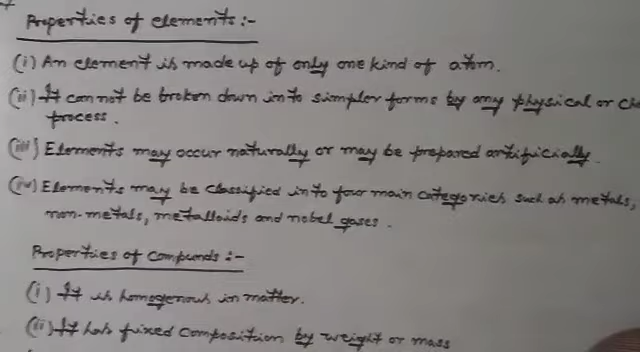 Properties of elements :-
(i) An element is made up of only one kind of atom.
(ii) It can not be broken down into simpler forms by any physical or che
process.
(iii) Elements may occur naturally or may be prepared artificially.
(iv) Elements may be classified into four main categories such as metals,
non-metals, metalloids and nobel gases.
Properties of compunds :-
(i) It is homogenous in matter.
(ii) It has fixed composition by weight or mass